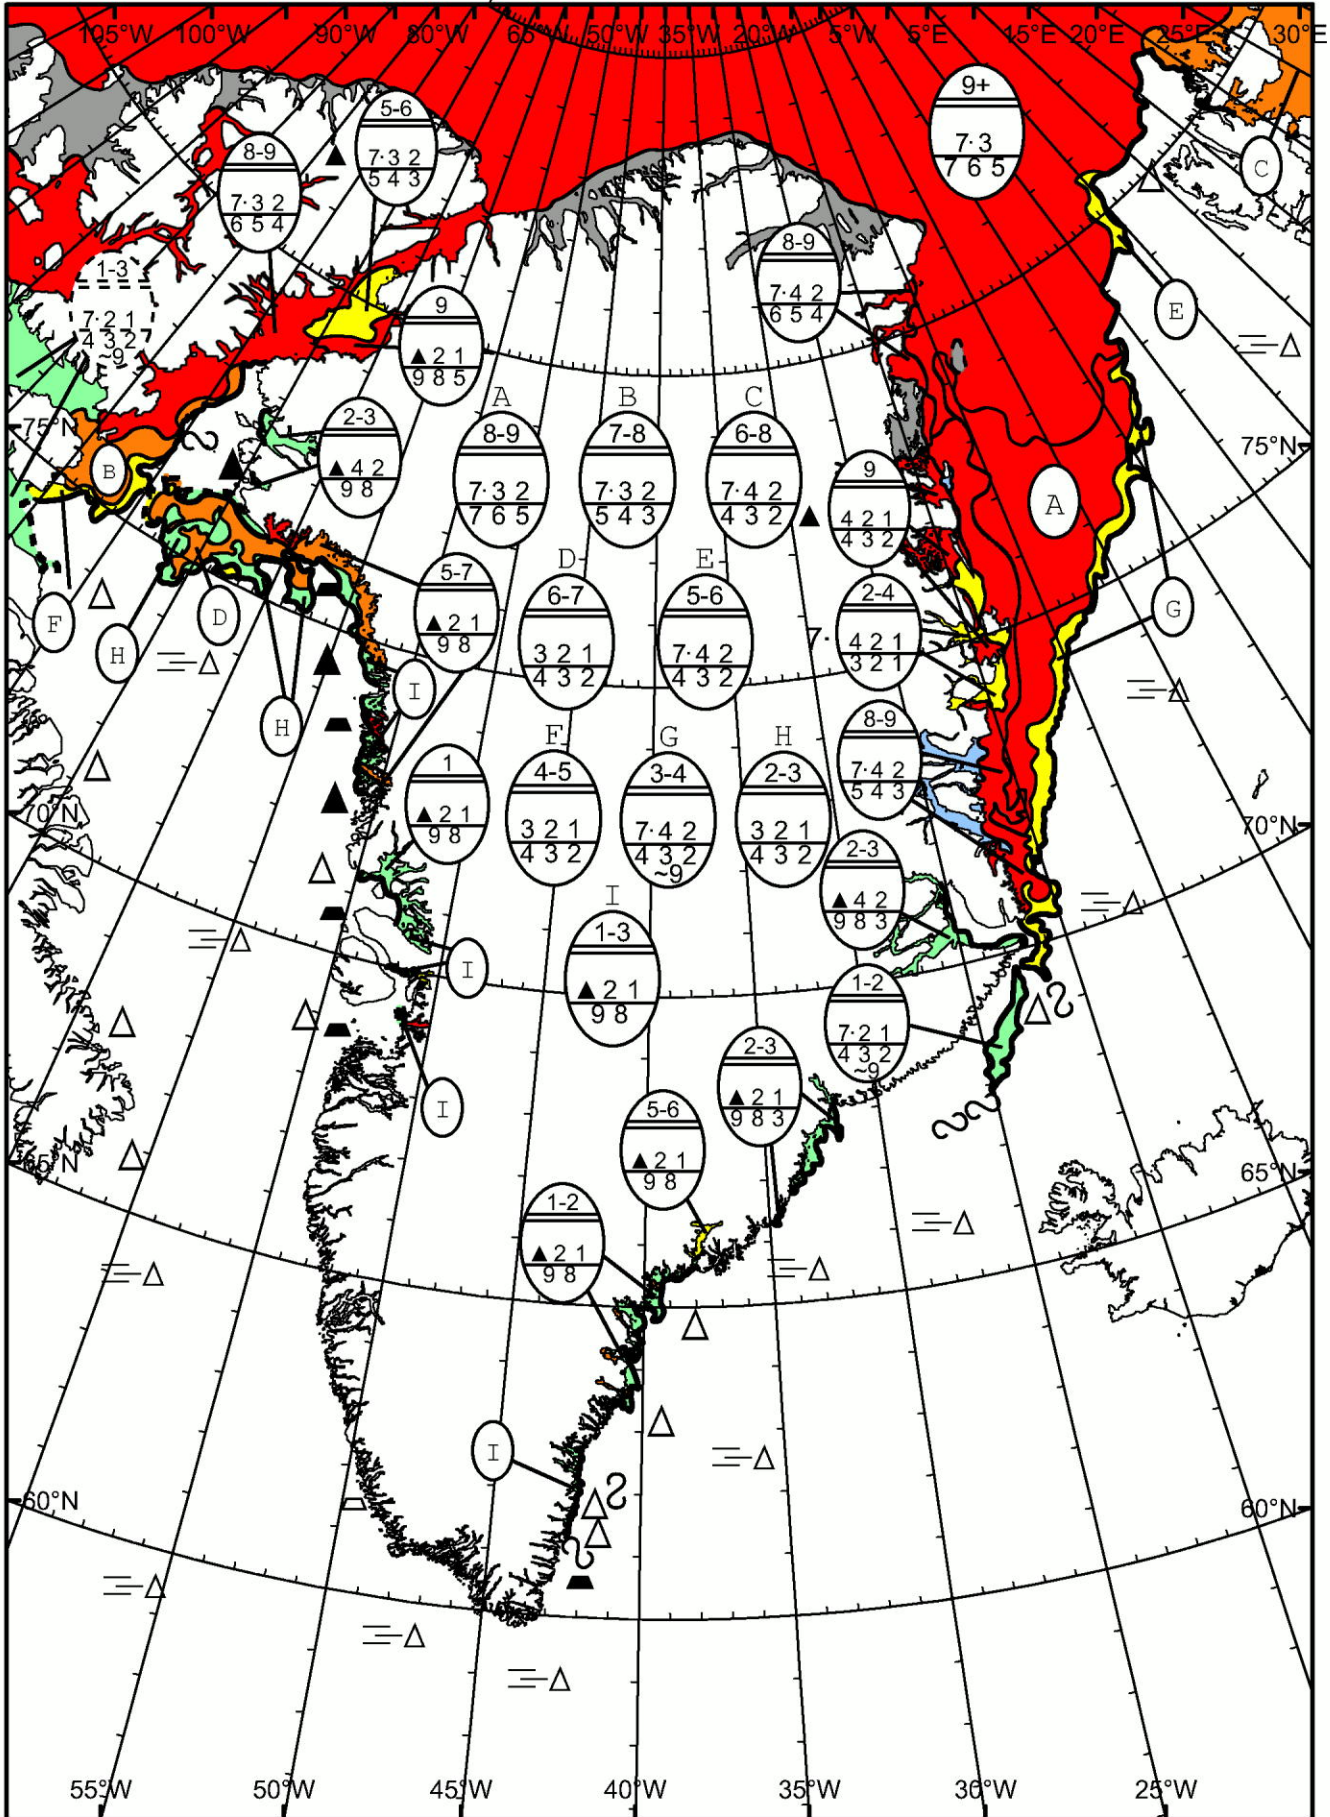 105°W 100°W 90°W 80°W 65°W 50°W 35°W 20°W 5°W 5°E 15°E 20°E 25°E 30°E
9+
7· 3
7 6 5
5-6
7· 3 2
5 4 3
8-9
7· 3 2
6 5 4
C
8-9
7· 4 2
6 5 4
1-3
7· 2 1
4 3 2
~9
E
9
▲ 2 1
9 8 5
75°N
75°N
2-3
▲ 4 2
9 8
A
8-9
7· 3 2
7 6 5
B
7-8
7· 3 2
5 4 3
C
6-8
7· 4 2
4 3 2
9
4 2 1
4 3 2
B
A
5-7
▲ 2 1
9 8
D
6-7
3 2 1
4 3 2
E
5-6
7· 4 2
4 3 2
2-4
7· 4 2 1
3 2 1
F
H
D
G
I
H
8-9
7· 4 2
5 4 3
1
▲ 2 1
9 8
F
4-5
3 2 1
4 3 2
G
3-4
7· 4 2
4 3 2
~9
H
2-3
3 2 1
4 3 2
70°N
70°N
2-3
▲ 4 2
9 8 3
I
1-3
▲ 2 1
9 8
I
1-2
7· 2 1
4 3 2
~9
2-3
▲ 2 1
9 8 3
I
5-6
▲ 2 1
9 8
65°N
65°N
1-2
▲ 2 1
9 8
I
60°N
60°N
55°W 50°W 45°W 40°W 35°W 30°W 25°W